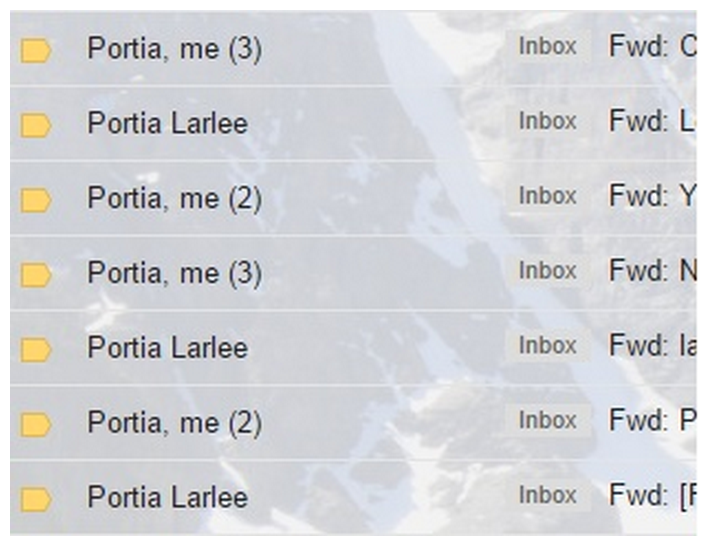 Portia, me (3) Inbox Fwd: C
Portia Larlee Inbox Fwd: L
Portia, me (2) Inbox Fwd: Y
Portia, me (3) Inbox Fwd: N
Portia Larlee Inbox Fwd: la
Portia, me (2) Inbox Fwd: P
Portia Larlee Inbox Fwd: [F